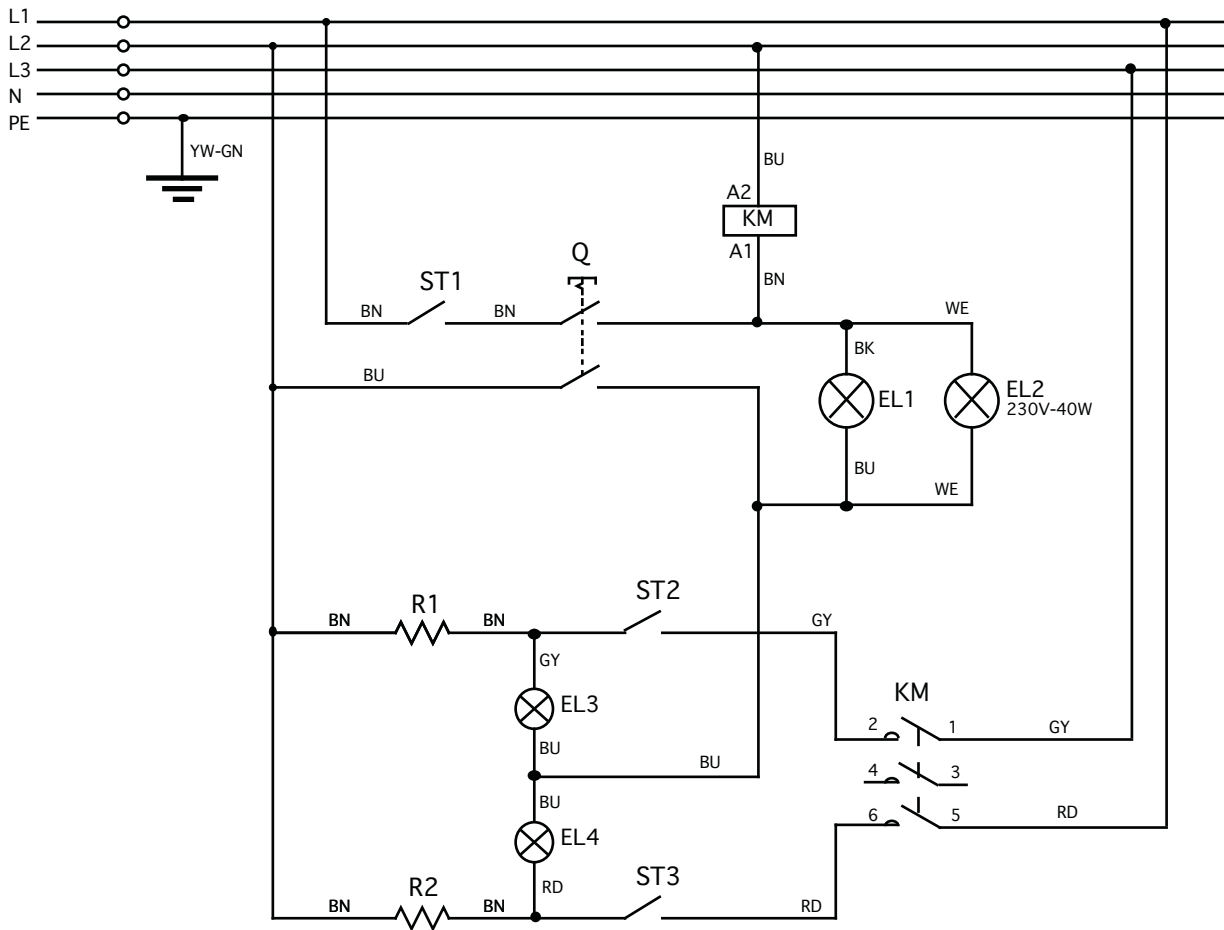 L1
L2
L3
N
PE
YW-GN
BU
A2
KM
A1
BN
Q
ST1
BN
BN
WE
BK
BU
EL1
EL2
230V-40W
BU
WE
R1
ST2
BN
BN
GY
GY
EL3
KM
BU
2
1
GY
BU
4
3
BU
6
5
RD
EL4
R2
RD
ST3
BN
BN
RD